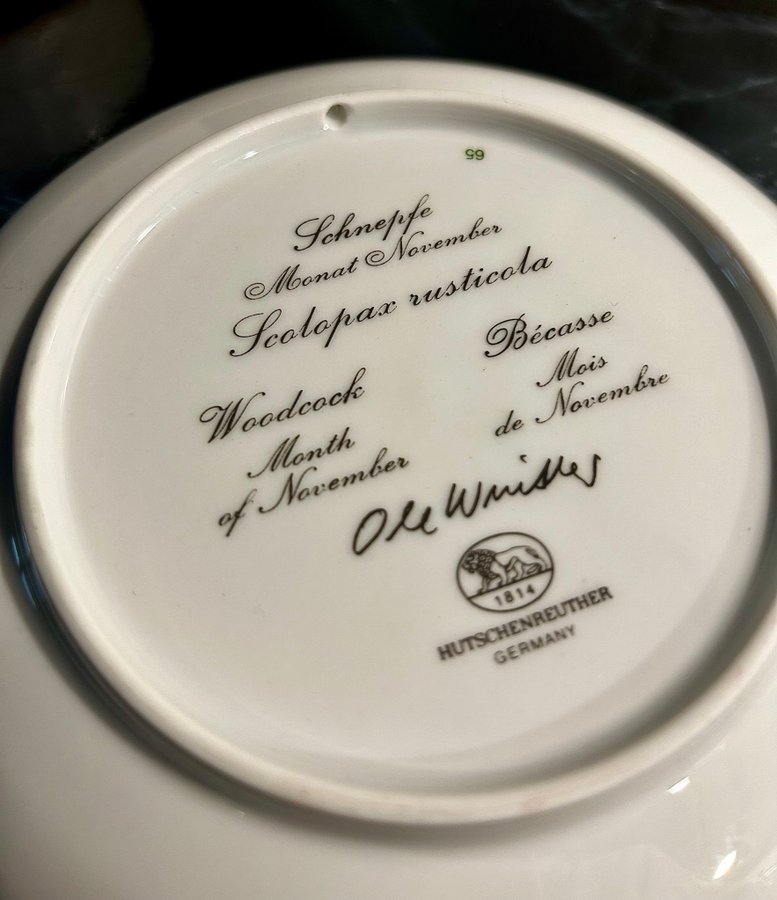 65
Schnepfe
Monat November
Scolopax rusticola
Woodcock
Month
of November
Bécasse
Mois
de Novembre
Ole Winther
1814
HUTSCHENREUTHER
GERMANY